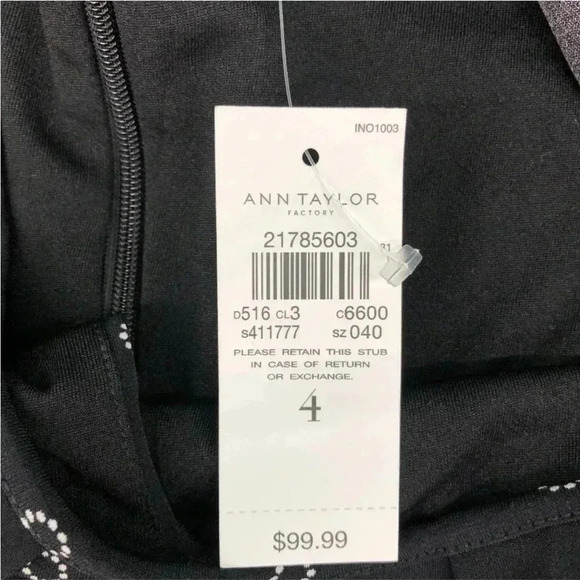 INO1003
ANN TAYLOR
FACTORY
21785603
31
D516 CL3 C6600
S411777 SZ 040
PLEASE RETAIN THIS STUB
IN CASE OF RETURN
OR EXCHANGE.
4
$99.99